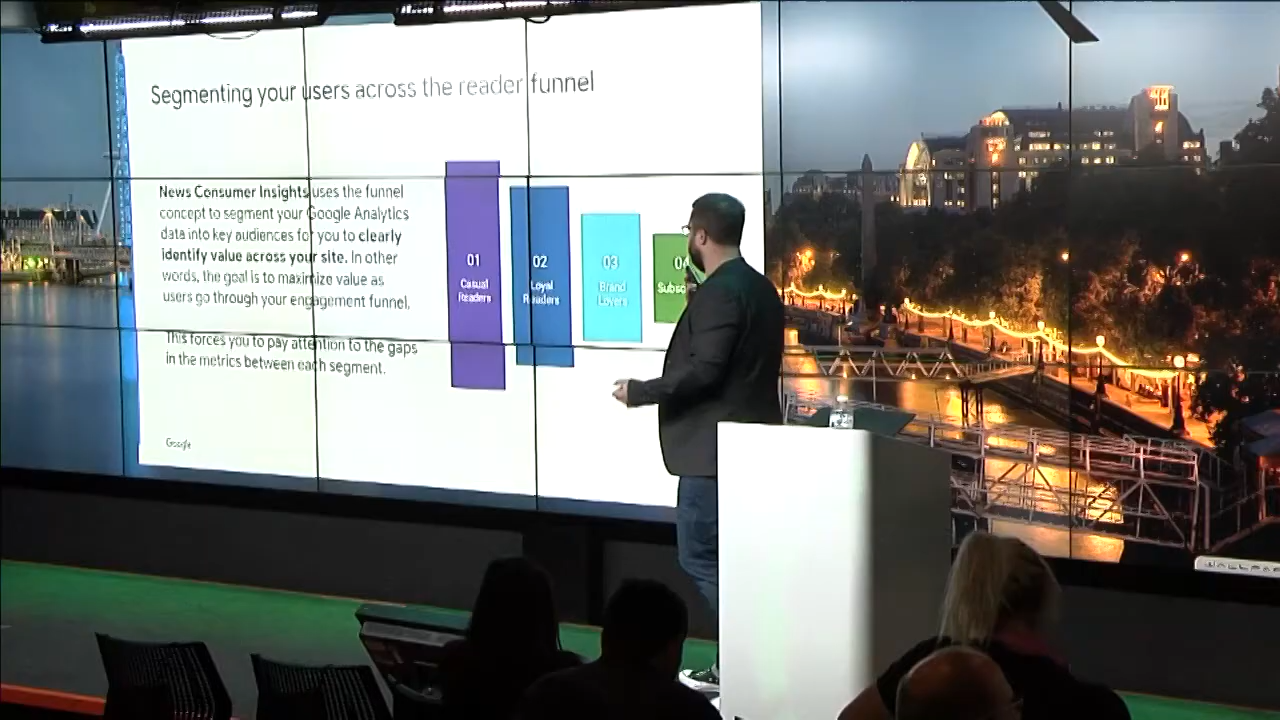 Segmenting your users across the reader funnel
News Consumer Insights uses the funnel
concept to segment your Google Analytics
data into key audiences for you to clearly
identify value across your site. In other
words, the goal is to maximize value as
users go through your engagement funnel.
This forces you to pay attention to the gaps
in the metrics between each segment.
01
Casual
Readers
02
Loyal
Readers
03
Brand
Lovers
04
Subsc
Google